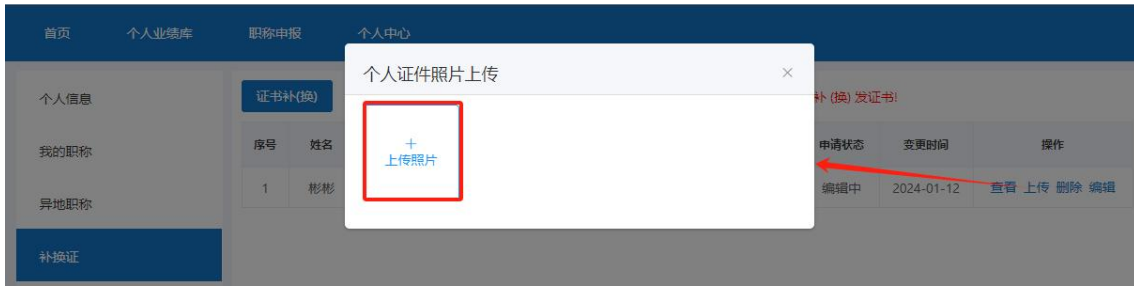 首页 个人业绩库 职称申报 个人中心
个人证件照片上传 ×
个人信息 证书补(换) 补 (换) 发证书!
我的职称 序号 姓名 + 申请状态 变更时间 操作
上传照片
异地职称 1 彬彬 编辑中 2024-01-12 查看 上传 删除 编辑
补换证